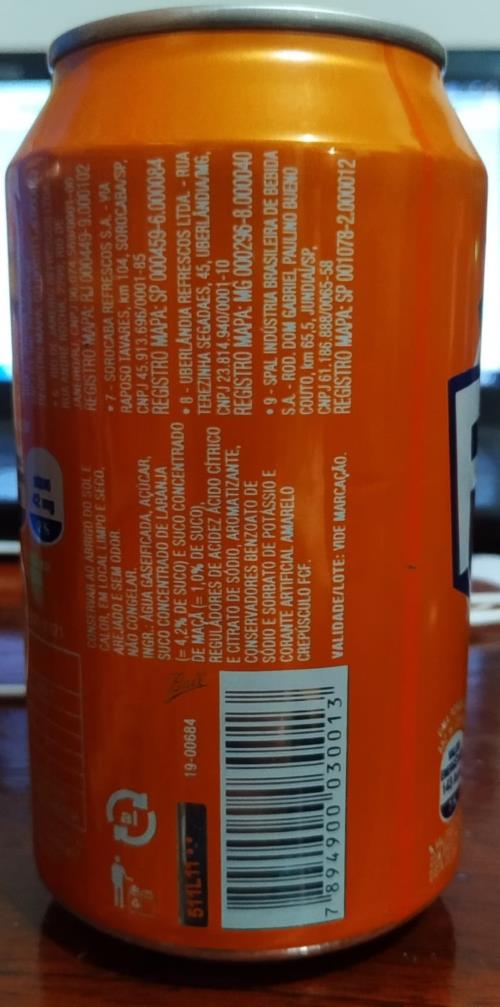 REGISTRO MAPA: RJ 000449-9.000102
• 7 - SOROCABA REFRESCOS S.A. - VIA
RAPOSO TAVARES, km 104, SOROCABA/SP,
CNPJ 45.913.696/0001-85
REGISTRO MAPA: SP 000459-6.000084
• 8 - UBERLÂNDIA REFRESCOS LTDA. - RUA
TEREZINHA SEGADAES, 45, UBERLÂNDIA/MG,
CNPJ 23.814.940/0001-10
REGISTRO MAPA: MG 000296-8.000040
• 9 - SPAL INDÚSTRIA BRASILEIRA DE BEBIDA
S.A. - ROD. DOM GABRIEL PAULINO BUENO
COUTO, km 65,5, JUNDIAÍ/SP,
CNPJ 61.186.888/0065-58
REGISTRO MAPA: SP 001078-2.000012
CONSERVAR AO ABRIGO DO SOL E
CALOR, EM LOCAL LIMPO E SECO,
AREJADO E SEM ODOR.
NÃO CONGELAR.
INGR.: ÁGUA GASEIFICADA, AÇÚCAR,
SUCO CONCENTRADO DE LARANJA
(= 4,2% DE SUCO) E SUCO CONCENTRADO
DE MAÇÃ (= 1,0% DE SUCO),
REGULADORES DE ACIDEZ ÁCIDO CÍTRICO
E CITRATO DE SÓDIO, AROMATIZANTE,
CONSERVADORES BENZOATO DE
SÓDIO E SORBATO DE POTÁSSIO E
CORANTE ARTIFICIAL AMARELO
CREPÚSCULO FCF.
VALIDADE/LOTE: VIDE MARCAÇÃO.
al
Ball
19-00684
511L11
7 894900 030013